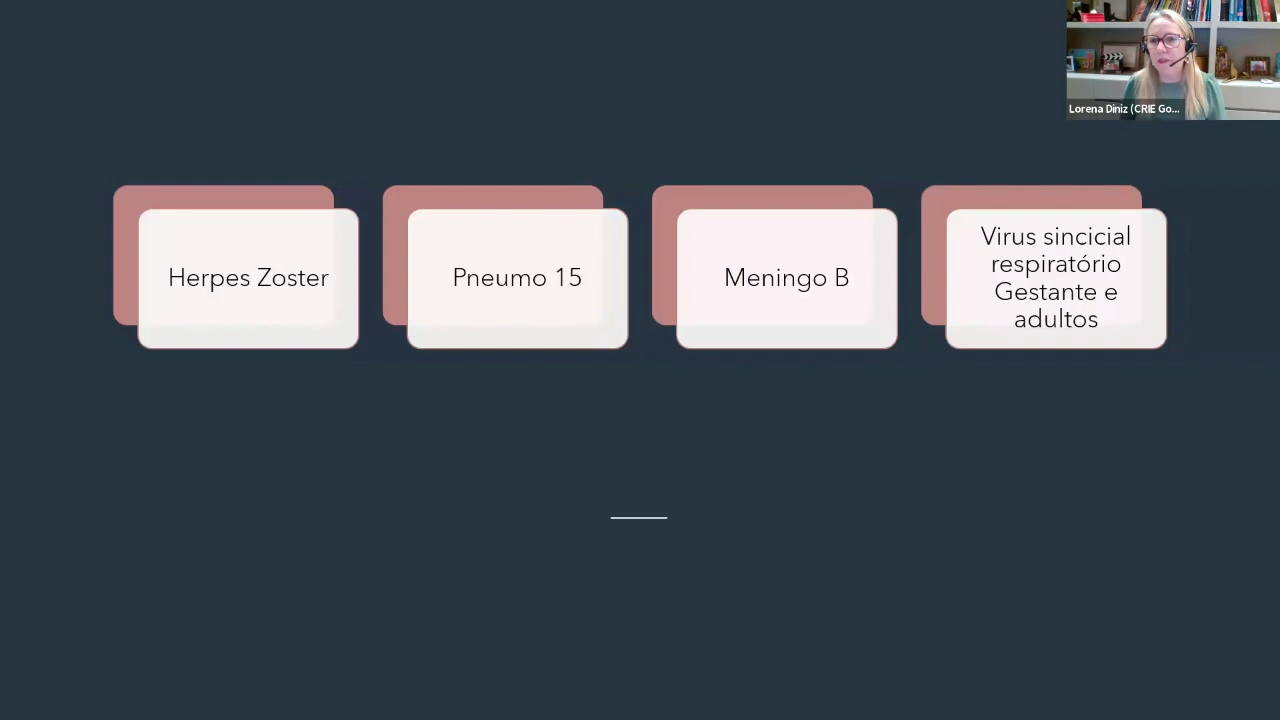 Lorena Diniz (CRIE Go...
Herpes Zoster
Pneumo 15
Meningo B
Virus sincicial
respiratório
Gestante e
adultos